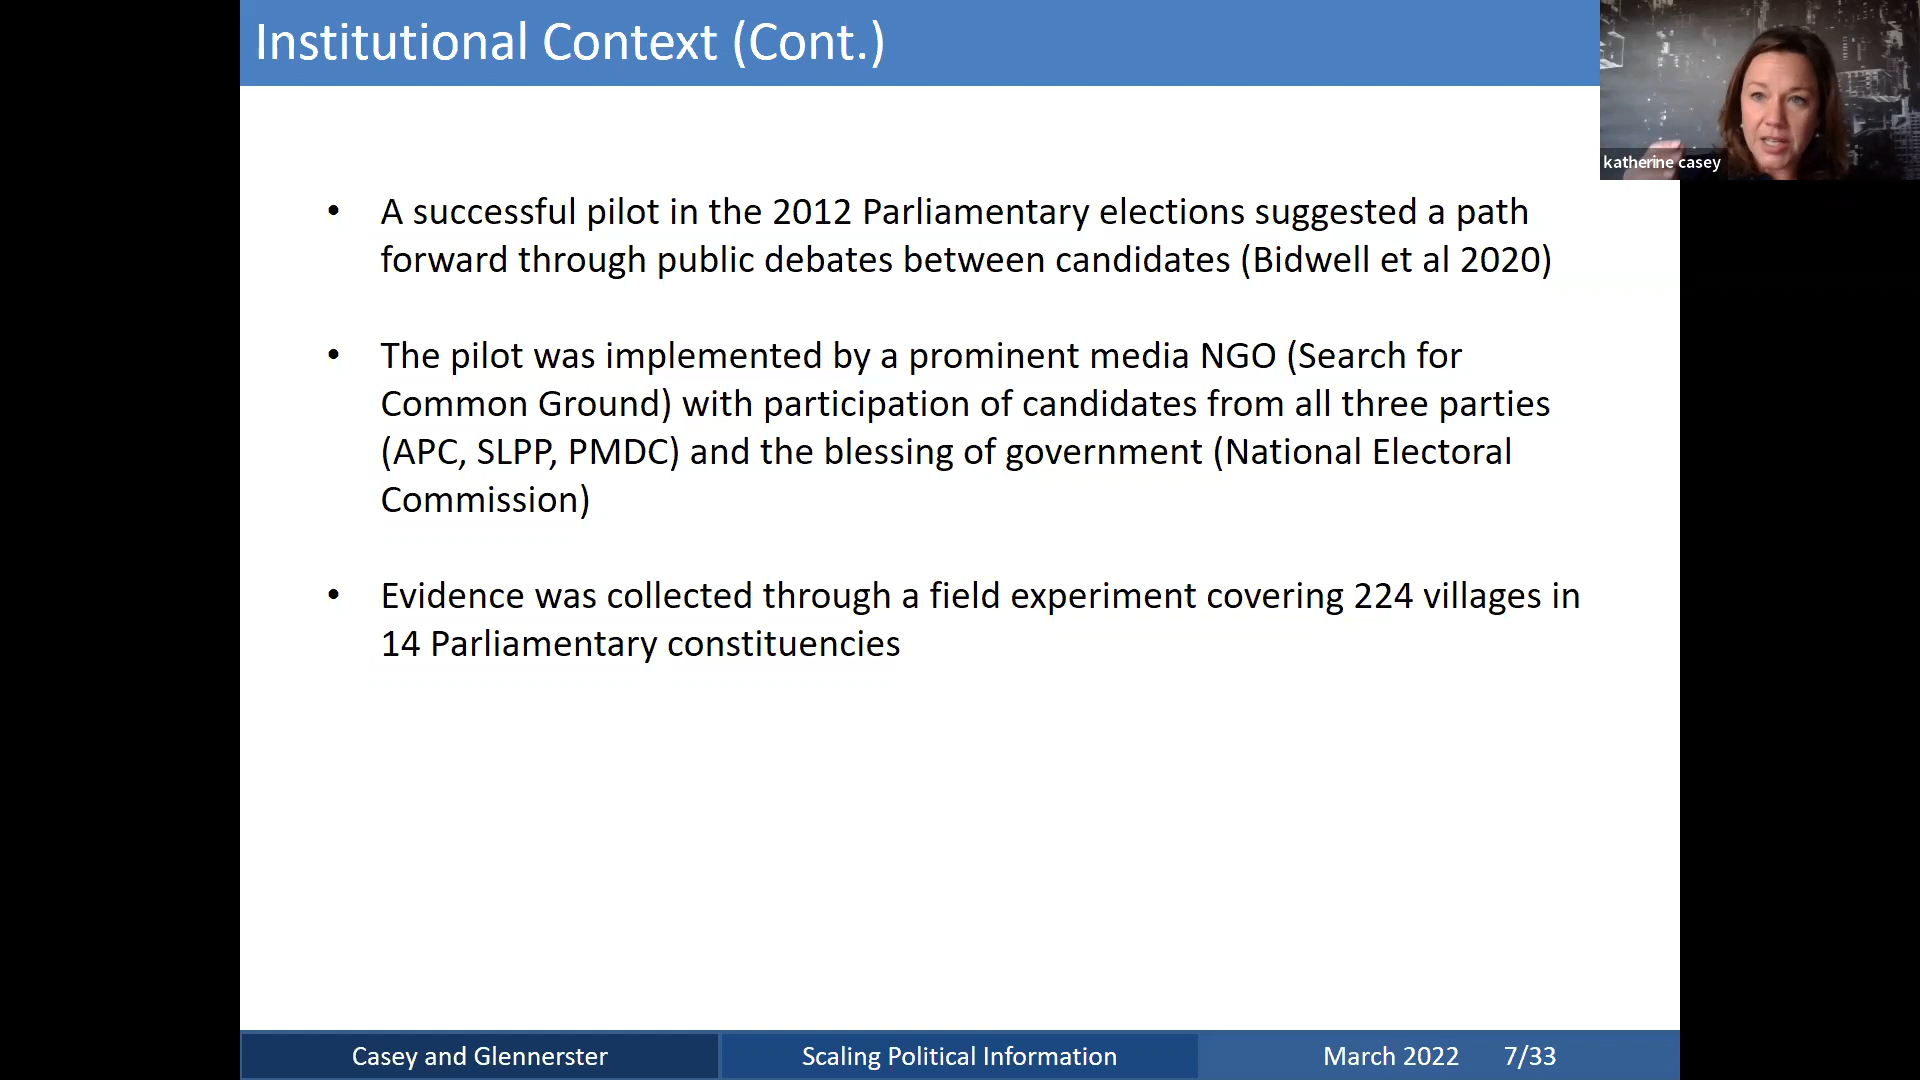 Institutional Context (Cont.)
katherine casey
• A successful pilot in the 2012 Parliamentary elections suggested a path
forward through public debates between candidates (Bidwell et al 2020)
• The pilot was implemented by a prominent media NGO (Search for
Common Ground) with participation of candidates from all three parties
(APC, SLPP, PMDC) and the blessing of government (National Electoral
Commission)
• Evidence was collected through a field experiment covering 224 villages in
14 Parliamentary constituencies
Casey and Glennerster
Scaling Political Information
March 2022 7/33